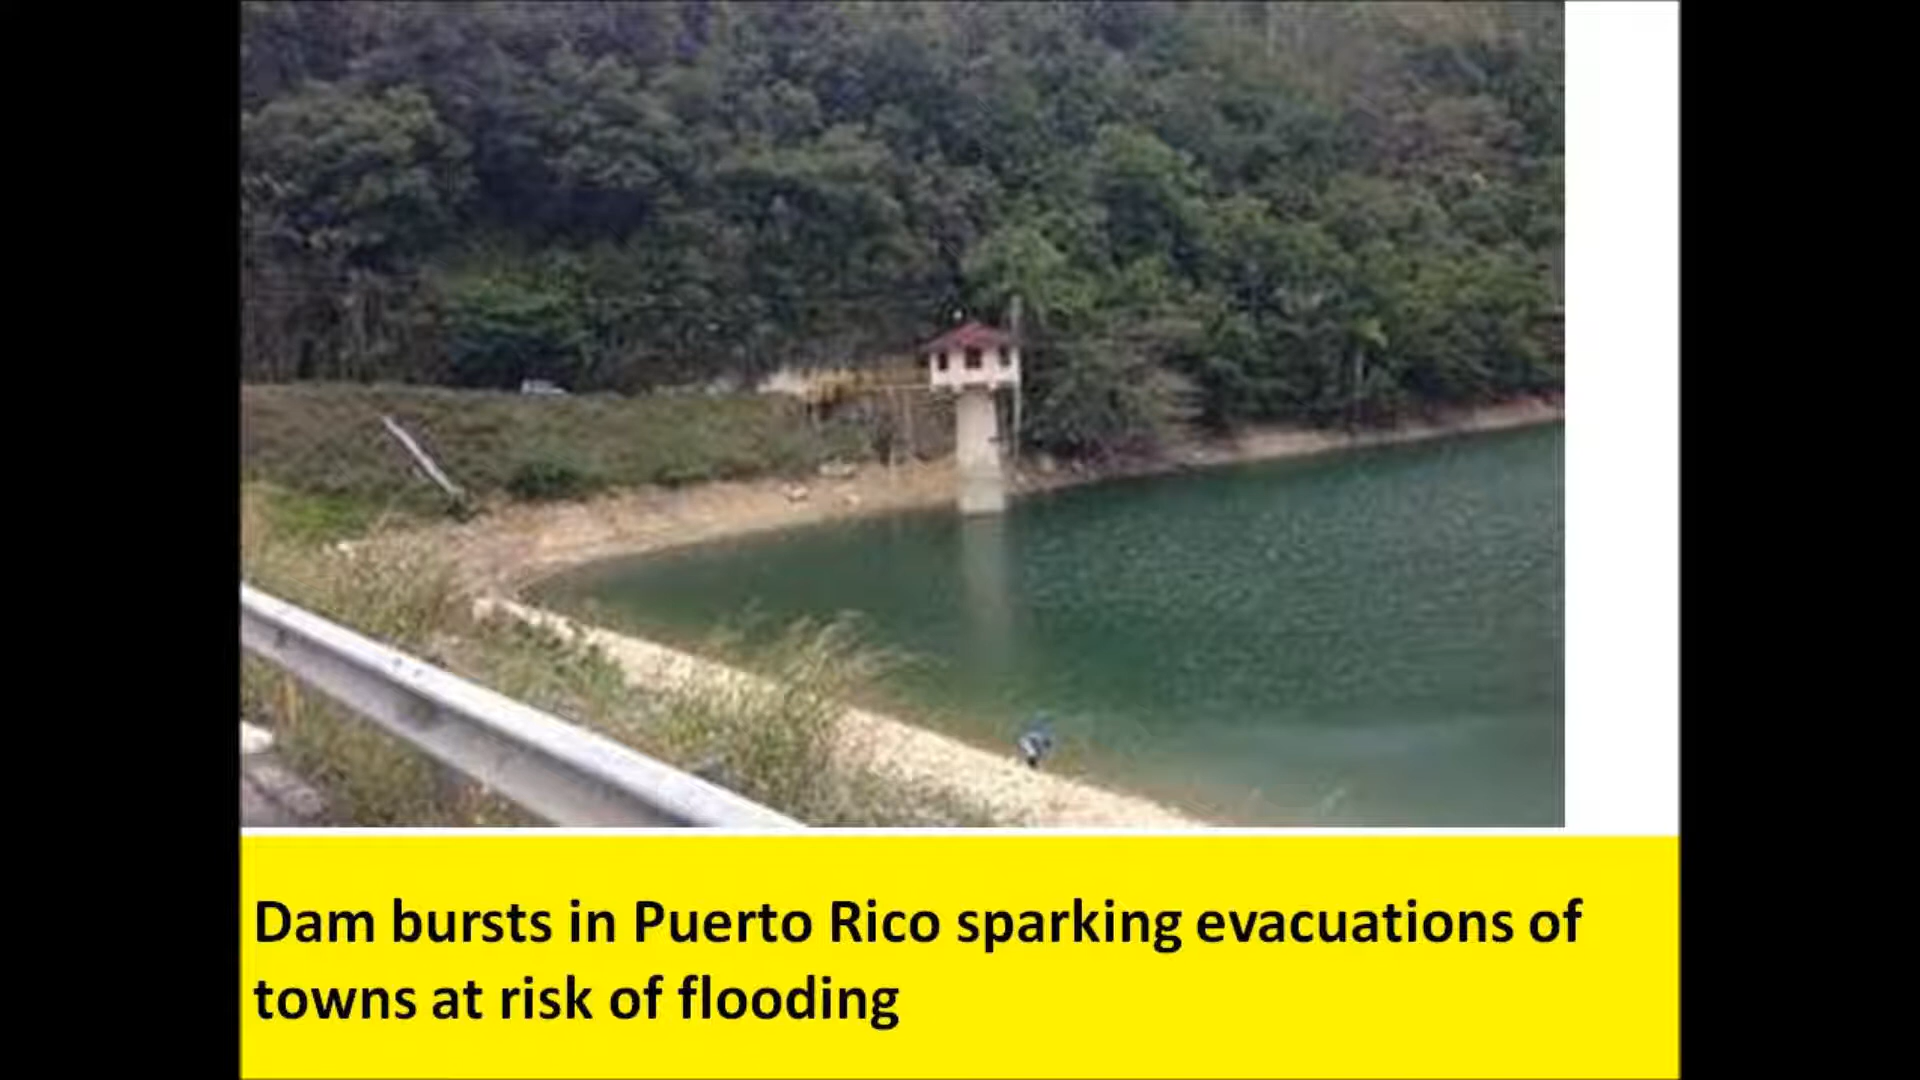 Dam bursts in Puerto Rico sparking evacuations of
towns at risk of flooding